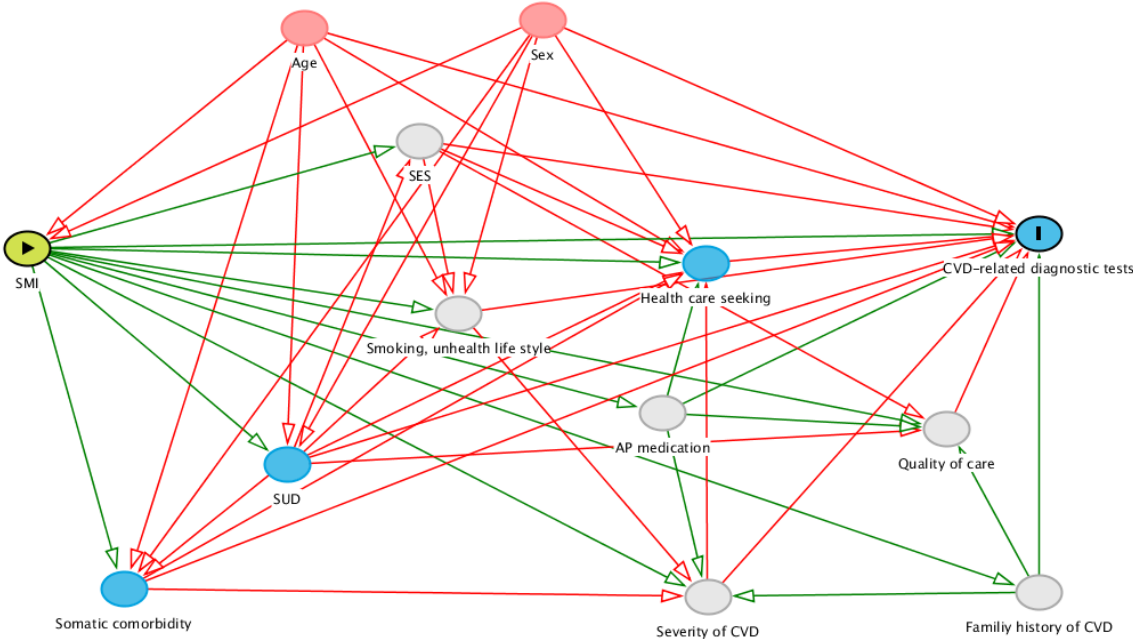 Age
Sex
SES
SMI
CVD-related diagnostic tests
Health care seeking
Smoking, unhealth life style
AP medication
Quality of care
SUD
Somatic comorbidity
Severity of CVD
Familiy history of CVD